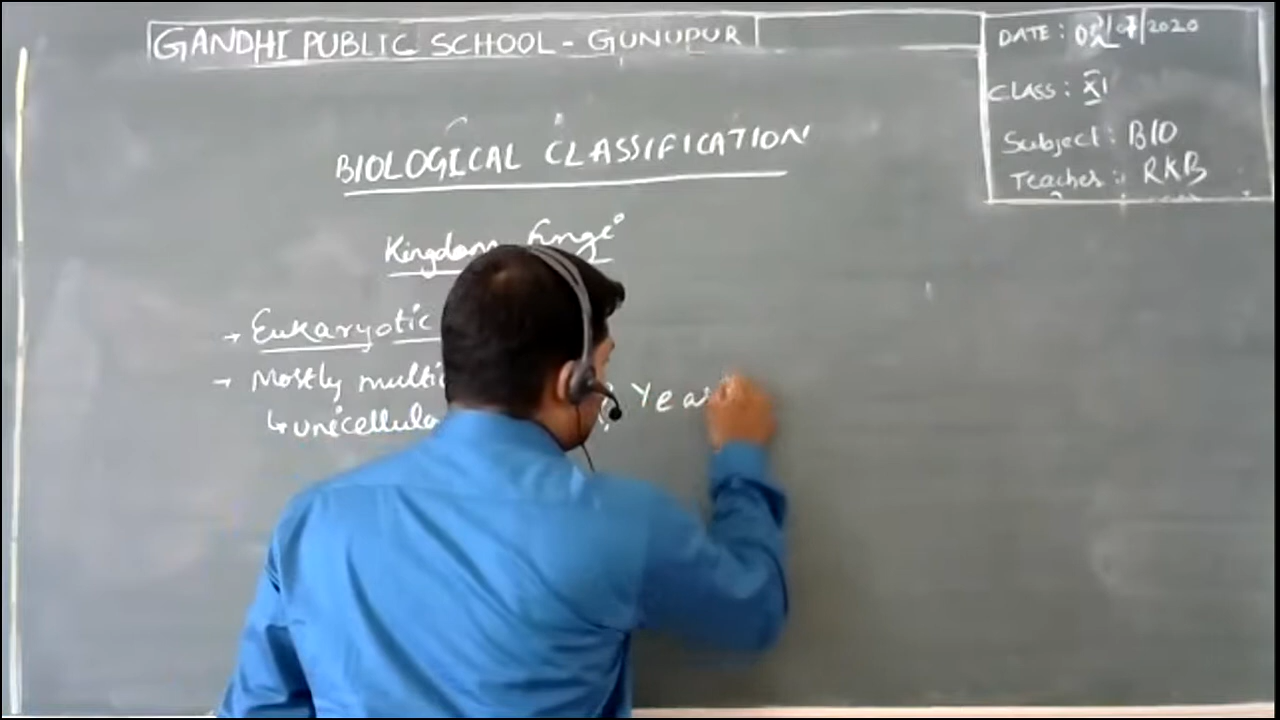 GANDHI PUBLIC SCHOOL - GUNUPUR
DATE: 02/07/2020
CLASS: XI
Subject: BIO
Teacher: RKB
BIOLOGICAL CLASSIFICATION
Kingdom Fungi
→ Eukaryotic
→ Mostly multi
↳ unicellula ( Yeas